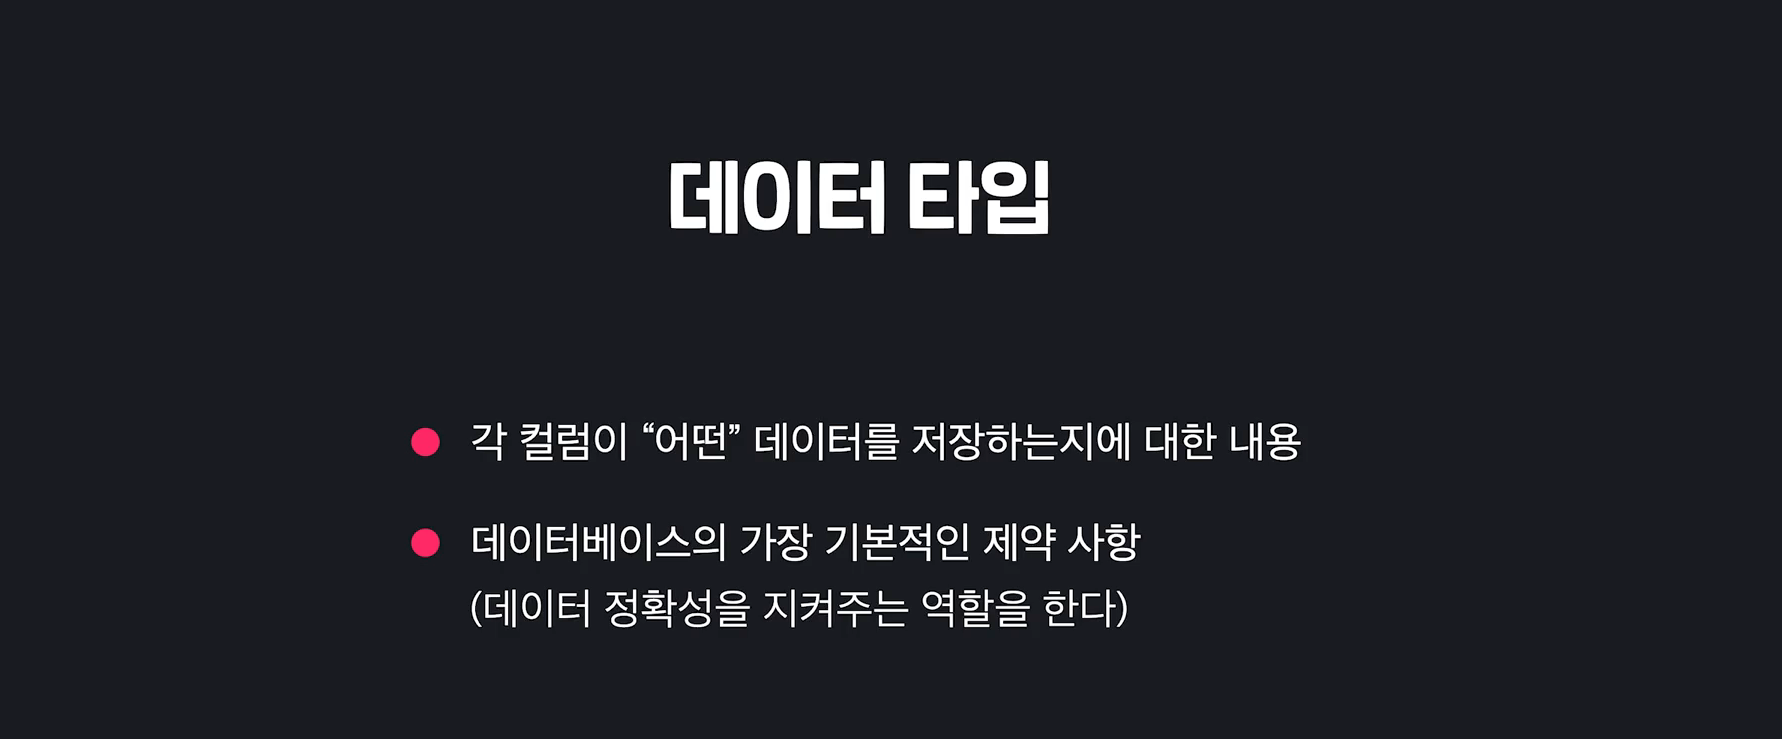 데이터 타입
각 컬럼이 “어떤” 데이터를 저장하는지에 대한 내용
데이터베이스의 가장 기본적인 제약 사항
(데이터 정확성을 지켜주는 역할을 한다)